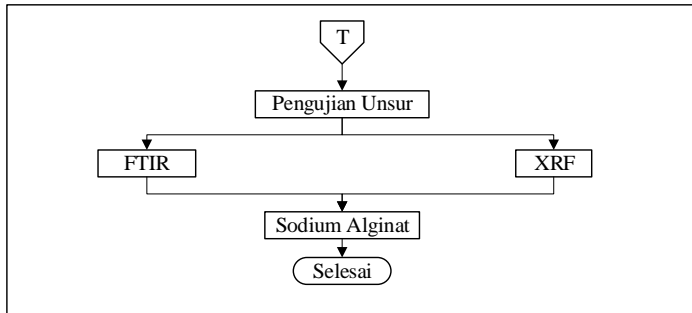 T
Pengujian Unsur
FTIR
XRF
Sodium Alginat
Selesai